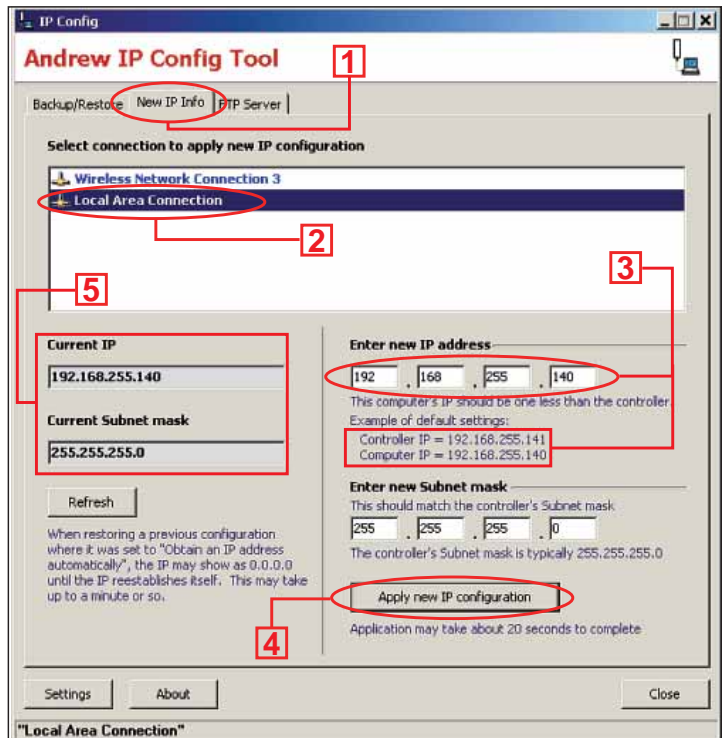 IP Config
Andrew IP Config Tool
1
Backup/Restore
New IP Info
FTP Server
Select connection to apply new IP configuration
Wireless Network Connection 3
Local Area Connection
2
3
5
Current IP
192.168.255.140
Current Subnet mask
255.255.255.0
Refresh
When restoring a previous configuration
where it was set to "Obtain an IP address
automatically", the IP may show as 0.0.0.0
until the IP reestablishes itself. This may take
up to a minute or so.
Enter new IP address
192 . 168 . 255 . 140
This computer's IP should be one less than the controller.
Example of default settings:
Controller IP = 192.168.255.141
Computer IP = 192.168.255.140
Enter new Subnet mask
This should match the controller's Subnet mask
255 . 255 . 255 . 0
The controller's Subnet mask is typically 255.255.255.0
Apply new IP configuration
4
Application may take about 20 seconds to complete
Settings
About
Close
"Local Area Connection"